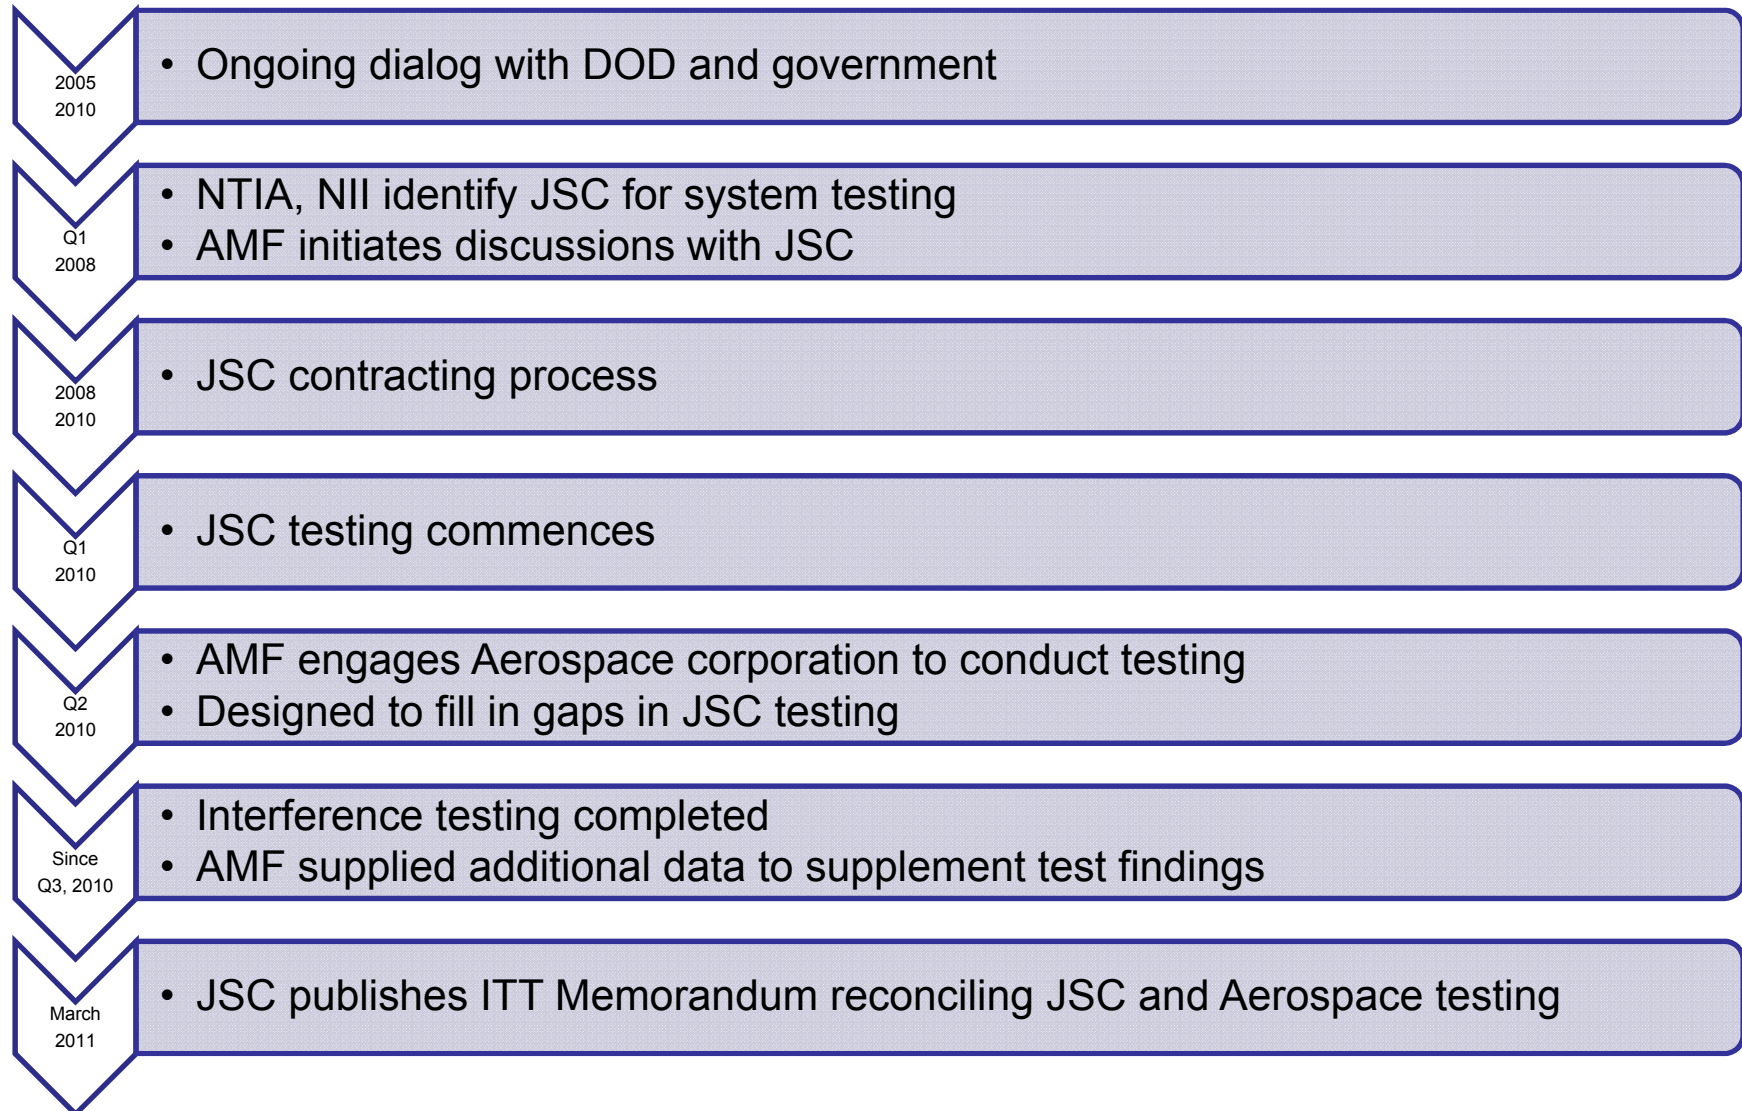 2005
2010
• Ongoing dialog with DOD and government
Q1
2008
• NTIA, NII identify JSC for system testing
• AMF initiates discussions with JSC
2008
2010
• JSC contracting process
Q1
2010
• JSC testing commences
Q2
2010
• AMF engages Aerospace corporation to conduct testing
• Designed to fill in gaps in JSC testing
Since
Q3, 2010
• Interference testing completed
• AMF supplied additional data to supplement test findings
March
2011
• JSC publishes ITT Memorandum reconciling JSC and Aerospace testing